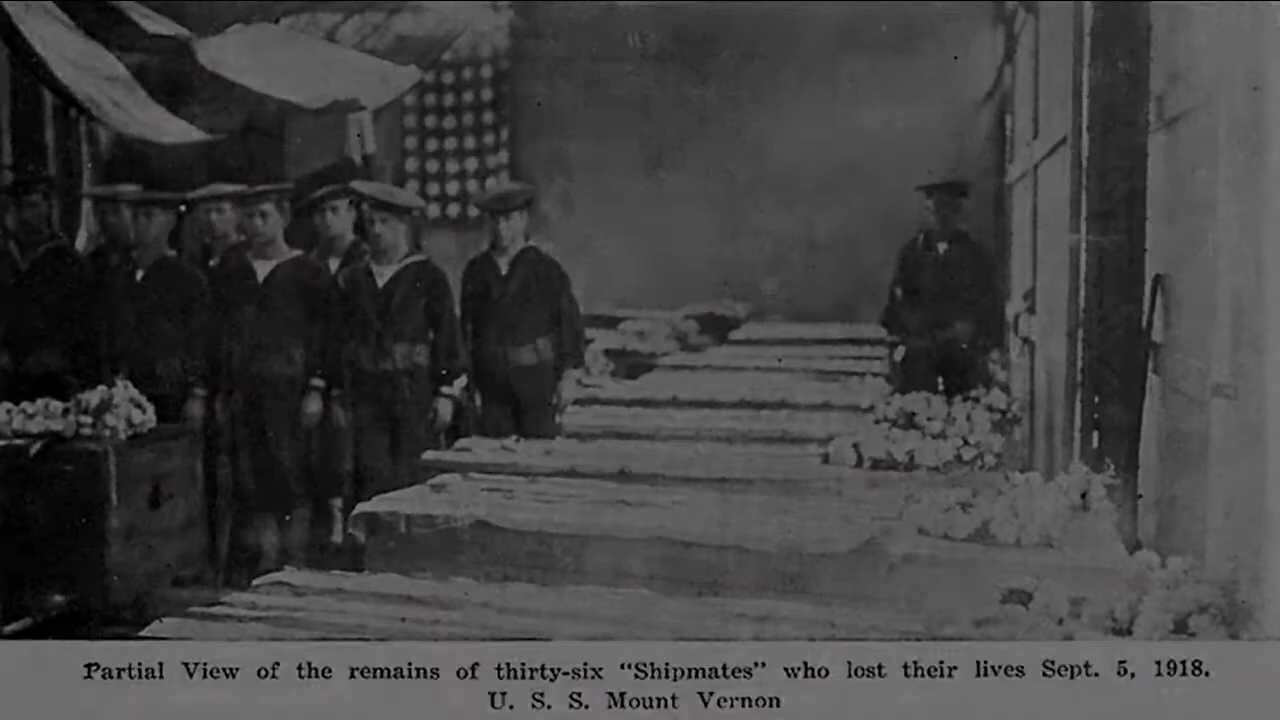 Partial View of the remains of thirty-six "Shipmates" who lost their lives Sept. 5, 1918.
U. S. S. Mount Vernon